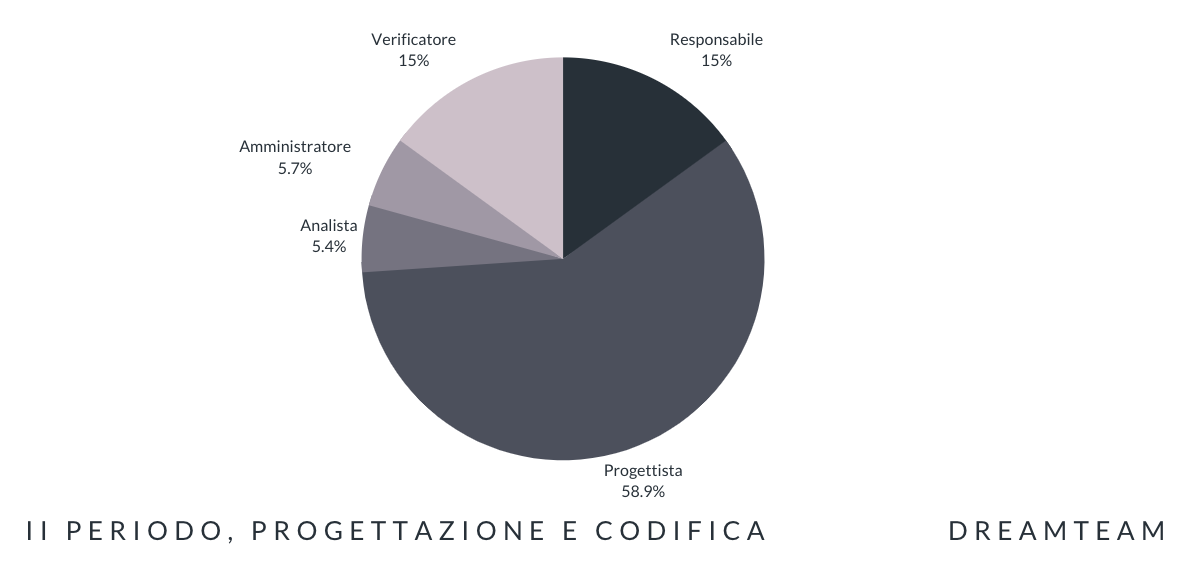 Verificatore
15%
Responsabile
15%
Amministratore
5.7%
Analista
5.4%
Progettista
58.9%
II PERIODO, PROGETTAZIONE E CODIFICA
DREAMTEAM